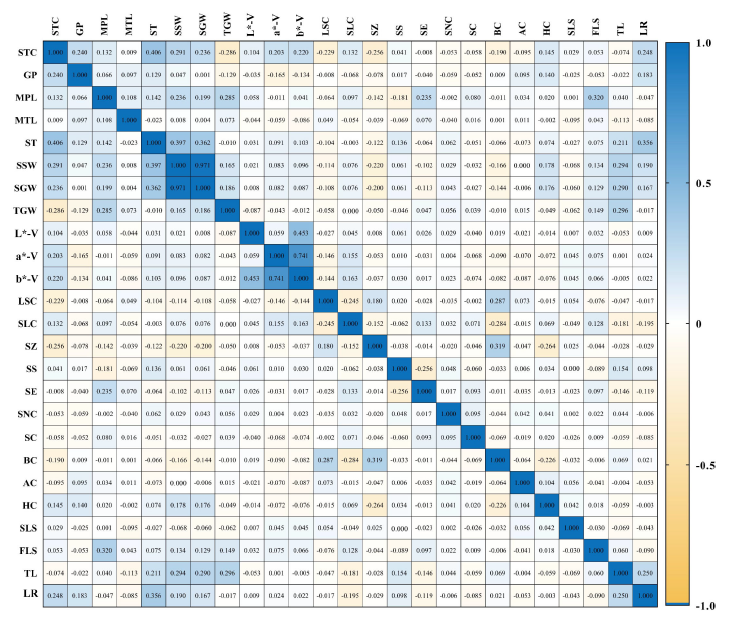 STC GP MPL MTL ST SSW SGW TGW L*-V a*-V b*-V LSC SLC SZ SS SE SNC SC BC AC HC SLS FLS TL LR
STC 1.000 0.240 0.132 0.009 0.406 0.291 0.236 -0.286 0.104 0.203 0.220 -0.229 0.132 -0.256 0.041 -0.008 -0.053 -0.058 -0.190 -0.095 0.145 0.029 0.053 -0.074 0.248
GP 0.240 1.000 0.066 0.097 0.129 0.047 0.001 -0.129 -0.035 -0.165 -0.134 -0.008 -0.068 -0.078 0.017 -0.040 -0.059 -0.052 0.009 0.095 0.140 -0.025 -0.053 -0.022 0.183
MPL 0.132 0.066 1.000 0.108 0.142 0.236 0.199 0.285 0.058 -0.011 0.041 -0.064 0.097 -0.142 -0.181 0.235 -0.002 0.080 -0.011 0.034 0.020 0.001 0.320 0.040 -0.047
MTL 0.009 0.097 0.108 1.000 -0.023 0.008 0.004 0.073 -0.044 -0.059 -0.086 0.049 -0.054 -0.039 -0.069 0.070 -0.040 0.016 0.001 0.011 0.018 -0.095 0.043 -0.113 -0.085
ST 0.406 0.129 0.142 -0.023 1.000 0.397 0.362 -0.010 0.031 0.091 0.103 -0.104 -0.003 -0.122 0.136 -0.064 0.062 -0.051 -0.066 -0.073 0.074 -0.027 0.075 0.211 0.356
SSW 0.291 0.047 0.236 0.008 0.397 1.000 0.971 0.165 0.021 0.083 0.096 -0.114 0.076 -0.220 0.061 -0.102 0.029 -0.032 -0.166 0.000 0.178 -0.068 0.134 0.294 0.190
SGW 0.236 0.001 0.199 0.004 0.362 0.971 1.000 0.186 0.008 0.082 0.087 -0.108 0.076 -0.200 0.061 -0.113 0.043 -0.027 -0.144 -0.006 0.176 -0.060 0.129 0.290 0.167
TGW -0.286 -0.129 0.285 0.073 -0.010 0.165 0.186 1.000 -0.087 -0.043 -0.012 -0.058 0.000 -0.050 -0.046 0.047 0.056 0.039 -0.010 0.015 -0.049 -0.062 0.149 0.296 -0.017
L*-V 0.104 -0.035 0.058 -0.044 0.031 0.021 0.008 -0.087 1.000 0.059 0.453 -0.027 0.045 0.008 0.061 0.026 0.029 -0.040 0.019 -0.021 -0.014 0.007 0.032 -0.053 0.009
a*-V 0.203 -0.165 -0.011 -0.059 0.091 0.083 0.082 -0.043 0.059 1.000 0.741 -0.146 0.155 -0.053 0.010 -0.031 0.004 -0.068 -0.090 -0.070 -0.072 0.045 0.075 0.001 0.024
b*-V 0.220 -0.134 0.041 -0.086 0.103 0.096 0.087 -0.012 0.453 0.741 1.000 -0.144 0.163 -0.037 0.030 0.017 0.023 -0.074 -0.082 -0.087 -0.076 0.045 0.066 -0.005 0.022
LSC -0.229 -0.008 -0.064 0.049 -0.104 -0.114 -0.108 -0.058 -0.027 -0.146 -0.144 1.000 -0.245 0.180 0.020 -0.028 -0.035 -0.002 0.287 0.073 -0.015 0.054 -0.076 -0.047 -0.017
SLC 0.132 -0.068 0.097 -0.054 -0.003 0.076 0.076 0.000 0.045 0.155 0.163 -0.245 1.000 -0.152 -0.062 0.133 0.032 0.071 -0.284 -0.015 0.069 -0.049 0.128 -0.181 -0.195
SZ -0.256 -0.078 -0.142 -0.039 -0.122 -0.220 -0.200 -0.050 0.008 -0.053 -0.037 0.180 -0.152 1.000 -0.038 -0.014 -0.020 -0.046 0.319 -0.047 -0.264 0.025 -0.044 -0.028 -0.029
SS 0.041 0.017 -0.181 -0.069 0.136 0.061 0.061 -0.046 0.061 0.010 0.030 0.020 -0.062 -0.038 1.000 -0.256 0.048 -0.060 -0.033 -0.006 0.034 0.000 -0.089 0.154 0.098
SE -0.008 -0.040 0.235 0.070 -0.064 -0.102 -0.113 0.047 0.026 -0.031 0.017 -0.028 0.133 -0.014 -0.256 1.000 0.017 0.093 -0.011 -0.035 -0.013 -0.023 0.097 -0.146 -0.119
SNC -0.053 -0.059 -0.002 -0.040 0.062 0.029 0.043 0.056 0.029 0.004 0.023 -0.035 0.032 -0.020 0.048 0.017 1.000 0.095 -0.044 0.042 0.041 -0.002 0.022 0.044 -0.006
SC -0.058 -0.052 0.080 0.016 -0.051 -0.032 -0.027 0.039 -0.040 -0.068 -0.074 -0.002 0.071 -0.046 -0.060 0.093 0.095 1.000 -0.069 -0.019 0.020 -0.026 0.009 -0.059 -0.085
BC -0.190 0.009 -0.011 0.001 -0.066 -0.166 -0.144 -0.010 0.019 -0.090 -0.082 0.287 -0.284 0.319 -0.033 -0.011 -0.044 -0.069 1.000 -0.064 -0.226 -0.032 -0.006 0.069 0.021
AC -0.095 0.095 0.034 0.011 -0.073 0.000 -0.006 0.015 -0.021 -0.070 -0.087 0.073 -0.015 -0.047 -0.006 -0.035 0.042 -0.019 -0.064 1.000 0.104 0.056 -0.041 -0.004 -0.053
HC 0.145 0.140 0.020 0.018 0.074 0.178 0.176 -0.049 -0.014 -0.072 -0.076 -0.015 0.069 -0.264 0.034 -0.013 0.041 0.020 -0.226 0.104 1.000 0.042 0.018 -0.059 -0.003
SLS 0.029 -0.025 0.001 -0.095 -0.027 -0.068 -0.060 -0.062 0.007 0.045 0.045 0.054 -0.049 0.025 0.000 -0.023 -0.002 -0.026 -0.032 0.056 0.042 1.000 -0.030 -0.069 -0.043
FLS 0.053 -0.053 0.320 0.043 0.075 0.134 0.129 0.149 0.032 0.075 0.066 -0.076 0.128 -0.044 -0.089 0.097 0.022 0.009 -0.006 -0.041 0.018 -0.030 1.000 0.060 -0.090
TL -0.074 -0.022 0.040 -0.113 0.211 0.294 0.290 0.296 -0.053 0.001 -0.005 -0.047 -0.181 -0.028 0.154 -0.146 0.044 -0.059 0.069 -0.004 -0.059 -0.069 0.060 1.000 0.250
LR 0.248 0.183 -0.047 -0.085 0.356 0.190 0.167 -0.017 0.009 0.024 0.022 -0.017 -0.195 -0.029 0.098 -0.119 -0.006 -0.085 0.021 -0.053 -0.003 -0.043 -0.090 0.250 1.000
1.0
0.5
0
-0.5
-1.0